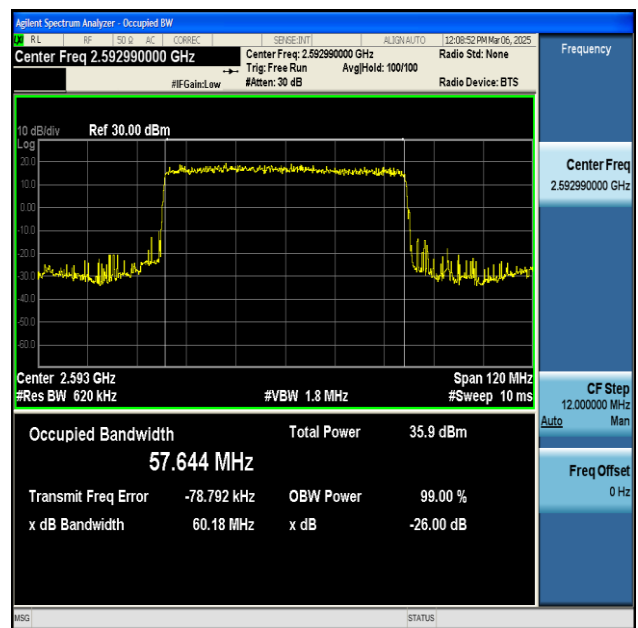 Agilent Spectrum Analyzer - Occupied BW
RL RF 50 Ω AC CORREC SENSE:INT ALIGN AUTO 12:08:52 PM Mar 06, 2025
Center Freq 2.592990000 GHz
Center Freq: 2.592990000 GHz
Radio Std: None
Trig: Free Run Avg|Hold: 100/100
#IFGain:Low
#Atten: 30 dB
Radio Device: BTS
Frequency
10 dB/div Ref 30.00 dBm
Log
20.0
10.0
0.00
-10.0
-20.0
-30.0
-40.0
-50.0
-60.0
Center Freq
2.592990000 GHz
Center 2.593 GHz Span 120 MHz
#Res BW 620 kHz #VBW 1.8 MHz #Sweep 10 ms
CF Step
12.000000 MHz
Auto Man
Freq Offset
0 Hz
Occupied Bandwidth Total Power 35.9 dBm
57.644 MHz
Transmit Freq Error -78.792 kHz OBW Power 99.00 %
x dB Bandwidth 60.18 MHz x dB -26.00 dB
MSG STATUS